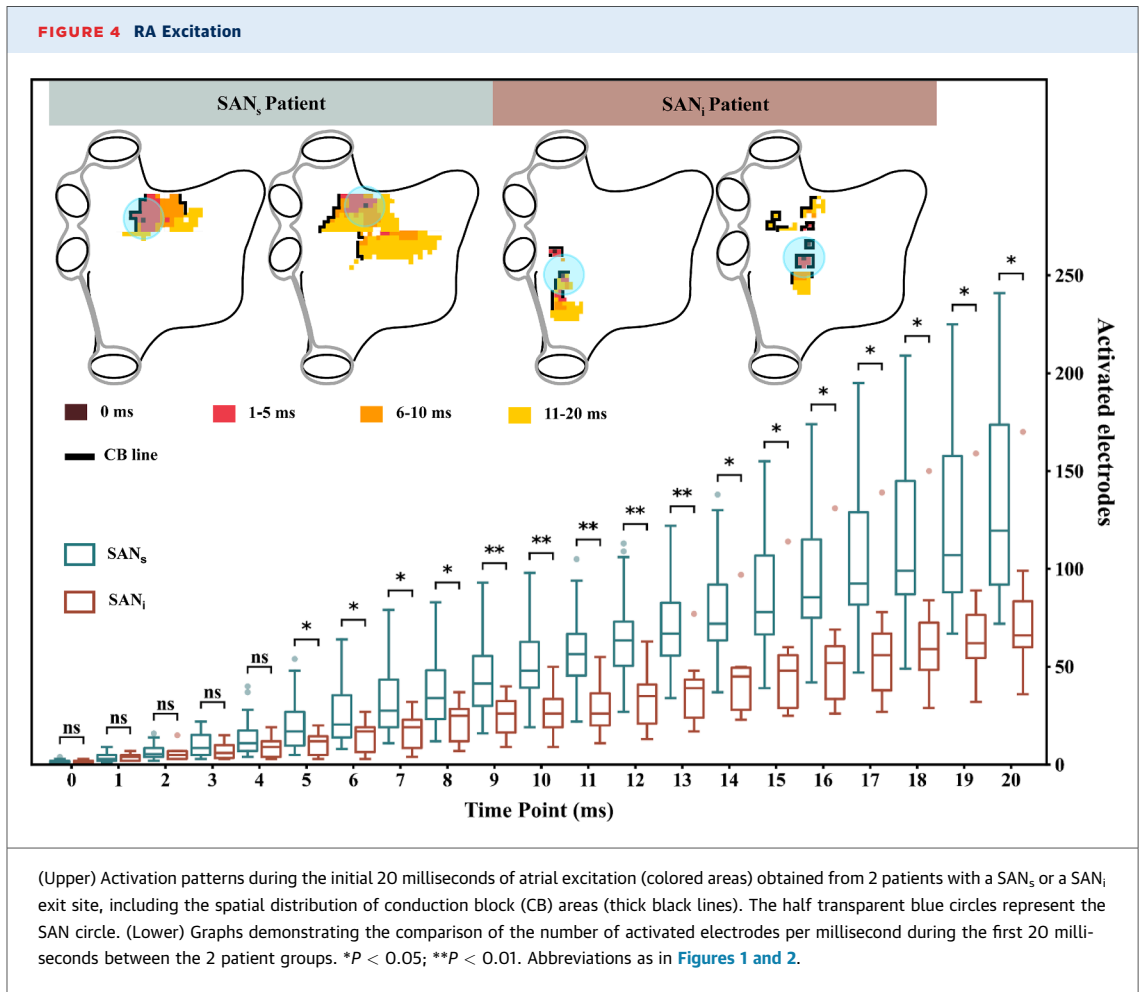 FIGURE 4 RA Excitation
SANs Patient
SANi Patient
0 ms
1-5 ms
6-10 ms
11-20 ms
CB line
SANs
SANi
ns
ns
ns
ns
ns
*
*
*
*
**
**
**
**
**
*
*
*
*
*
*
*
250
200
150
100
50
0
Activated electrodes
0 1 2 3 4 5 6 7 8 9 10 11 12 13 14 15 16 17 18 19 20
Time Point (ms)
(Upper) Activation patterns during the initial 20 milliseconds of atrial excitation (colored areas) obtained from 2 patients with a SANs or a SANi
exit site, including the spatial distribution of conduction block (CB) areas (thick black lines). The half transparent blue circles represent the
SAN circle. (Lower) Graphs demonstrating the comparison of the number of activated electrodes per millisecond during the first 20 milli-
seconds between the 2 patient groups. *P < 0.05; **P < 0.01. Abbreviations as in Figures 1 and 2.